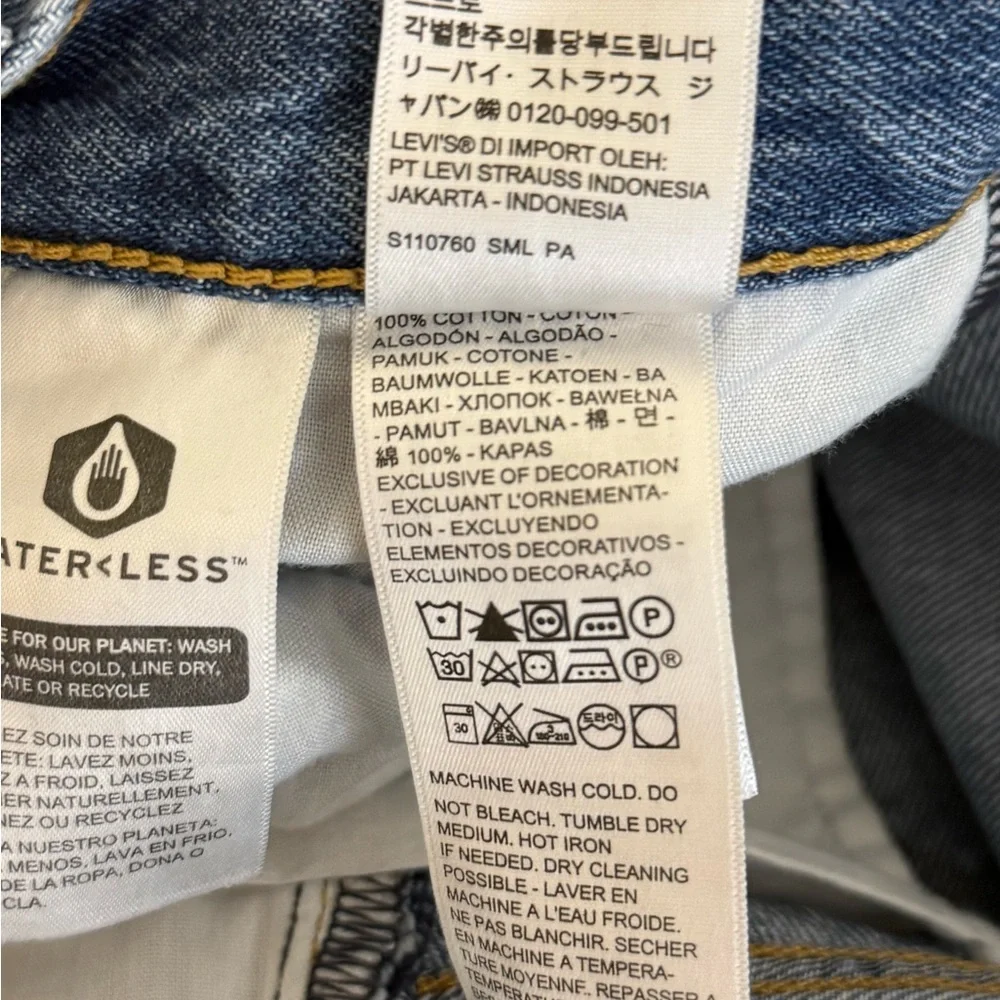 각별한주의를당부드립니다
リーバイ・ ストラウス ジ
ャパン㈱ 0120-099-501
LEVI'S® DI IMPORT OLEH:
PT LEVI STRAUSS INDONESIA
JAKARTA - INDONESIA
S110760 SML PA
100% COTTON - COTON -
ALGODÓN - ALGODÃO -
PAMUK - COTONE -
BAUMWOLLE - KATOEN - BA
MBAKI - ХЛОПОК - BAWEŁNA
- PAMUT - BAVLNA - 棉 - 면 -
綿 100% - KAPAS
EXCLUSIVE OF DECORATION
- EXCLUANT L'ORNEMENTA-
TION - EXCLUYENDO
ELEMENTOS DECORATIVOS -
EXCLUINDO DECORAÇÃO
P
30 P®
30 3 180-210 드라이
MACHINE WASH COLD. DO
NOT BLEACH. TUMBLE DRY
MEDIUM. HOT IRON
IF NEEDED. DRY CLEANING
POSSIBLE - LAVER EN
MACHINE A L'EAU FROIDE.
NE PAS BLANCHIR. SECHER
EN MACHINE A TEMPERA-
TURE MOYENNE. REPASSER A
TEMPERATURE
ATER<LESS™
E FOR OUR PLANET: WASH
S, WASH COLD, LINE DRY,
ATE OR RECYCLE
EZ SOIN DE NOTRE
ETE: LAVEZ MOINS,
Z A FROID, LAISSEZ
ER NATURELLEMENT,
NEZ OU RECYCLEZ
A NUESTRO PLANETA:
MENOS, LAVA EN FRIO,
DE LA ROPA, DONA O
CLA.